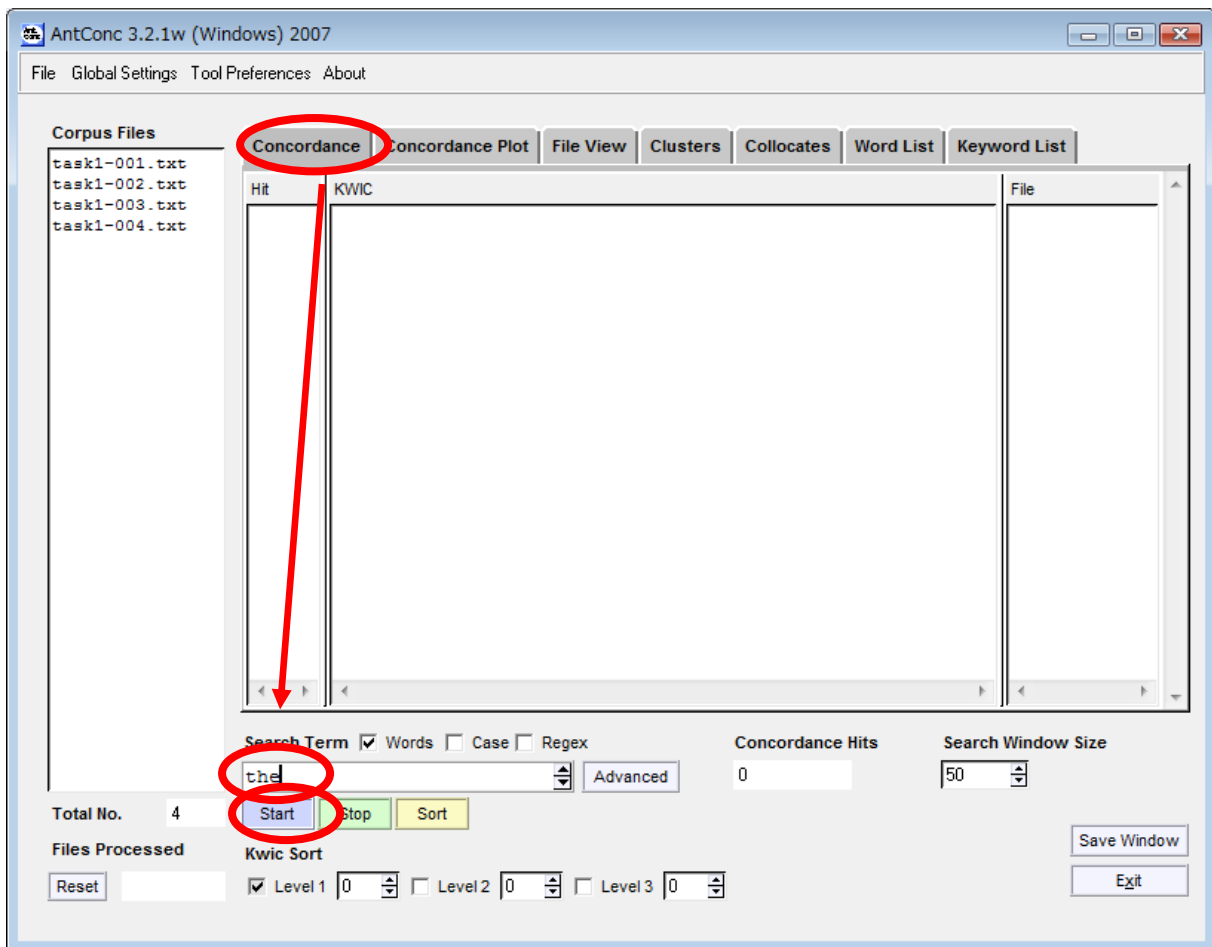 AntConc 3.2.1w (Windows) 2007
File Global Settings Tool Preferences About
Corpus Files
task1-001.txt
task1-002.txt
task1-003.txt
task1-004.txt
Concordance Concordance Plot File View Clusters Collocates Word List Keyword List
Hit KWIC File
Search Term Words Case Regex Concordance Hits Search Window Size
the Advanced 0 50
Total No. 4 Start Stop Sort
Files Processed Kwic Sort Save Window
Reset Level 1 0 Level 2 0 Level 3 0 Exit